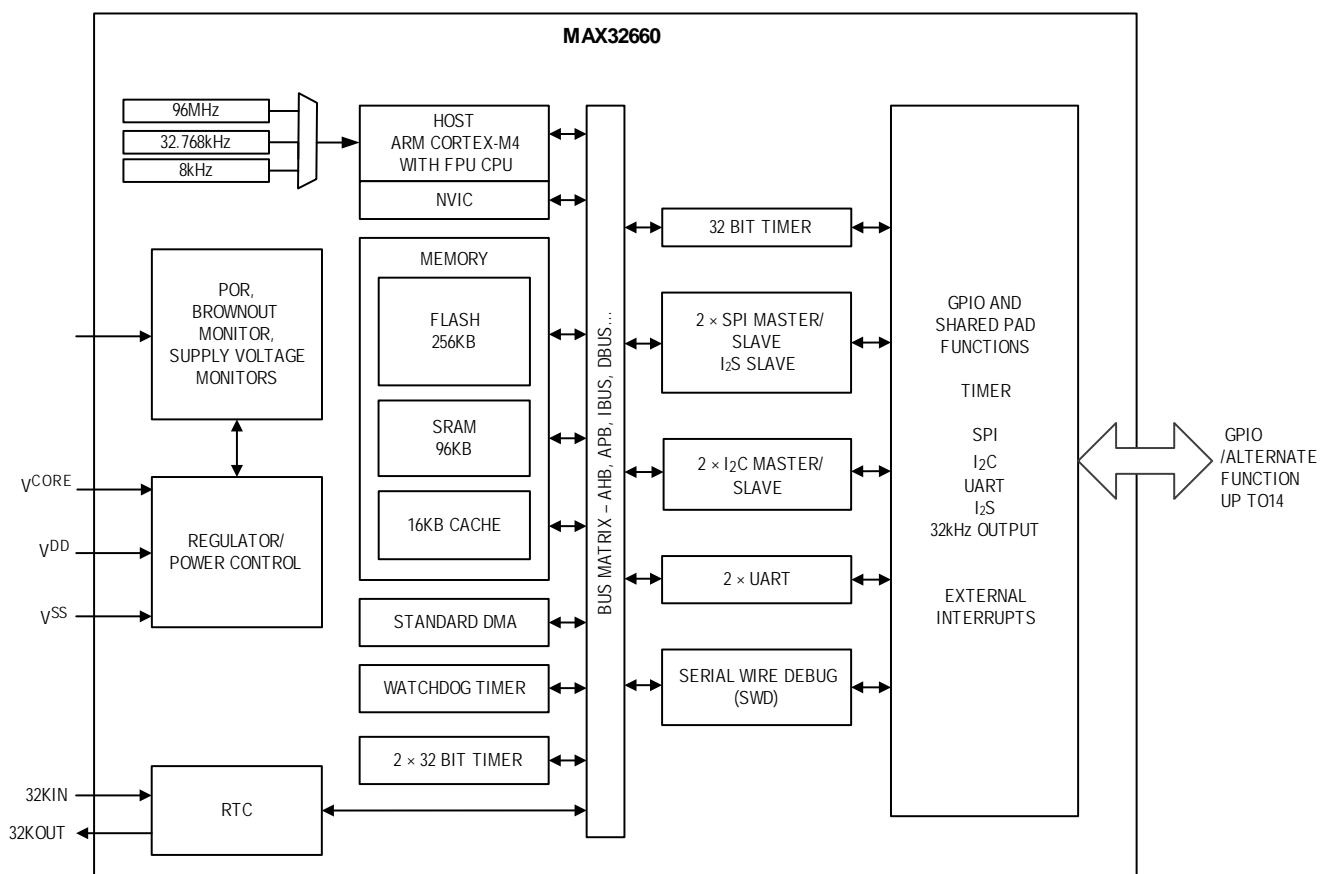 MAX32660
96MHz
32.768kHz
8kHz
HOST
ARM CORTEX-M4
WITH FPU CPU
NVIC
POR,
BROWNOUT
MONITOR,
SUPPLY VOLTAGE
MONITORS
VCORE
VDD
VSS
REGULATOR/
POWER CONTROL
MEMORY
FLASH
256KB
SRAM
96KB
16KB CACHE
STANDARD DMA
WATCHDOG TIMER
2 × 32 BIT TIMER
32KIN
32KOUT
RTC
BUS MATRIX – AHB, APB, IBUS, DBUS...
32 BIT TIMER
2 × SPI MASTER/
SLAVE
I2S SLAVE
2 × I2C MASTER/
SLAVE
2 × UART
SERIAL WIRE DEBUG
(SWD)
GPIO AND
SHARED PAD
FUNCTIONS
TIMER
SPI
I2C
UART
I2S
32kHz OUTPUT
EXTERNAL
INTERRUPTS
GPIO
/ALTERNATE
FUNCTION
UP TO14